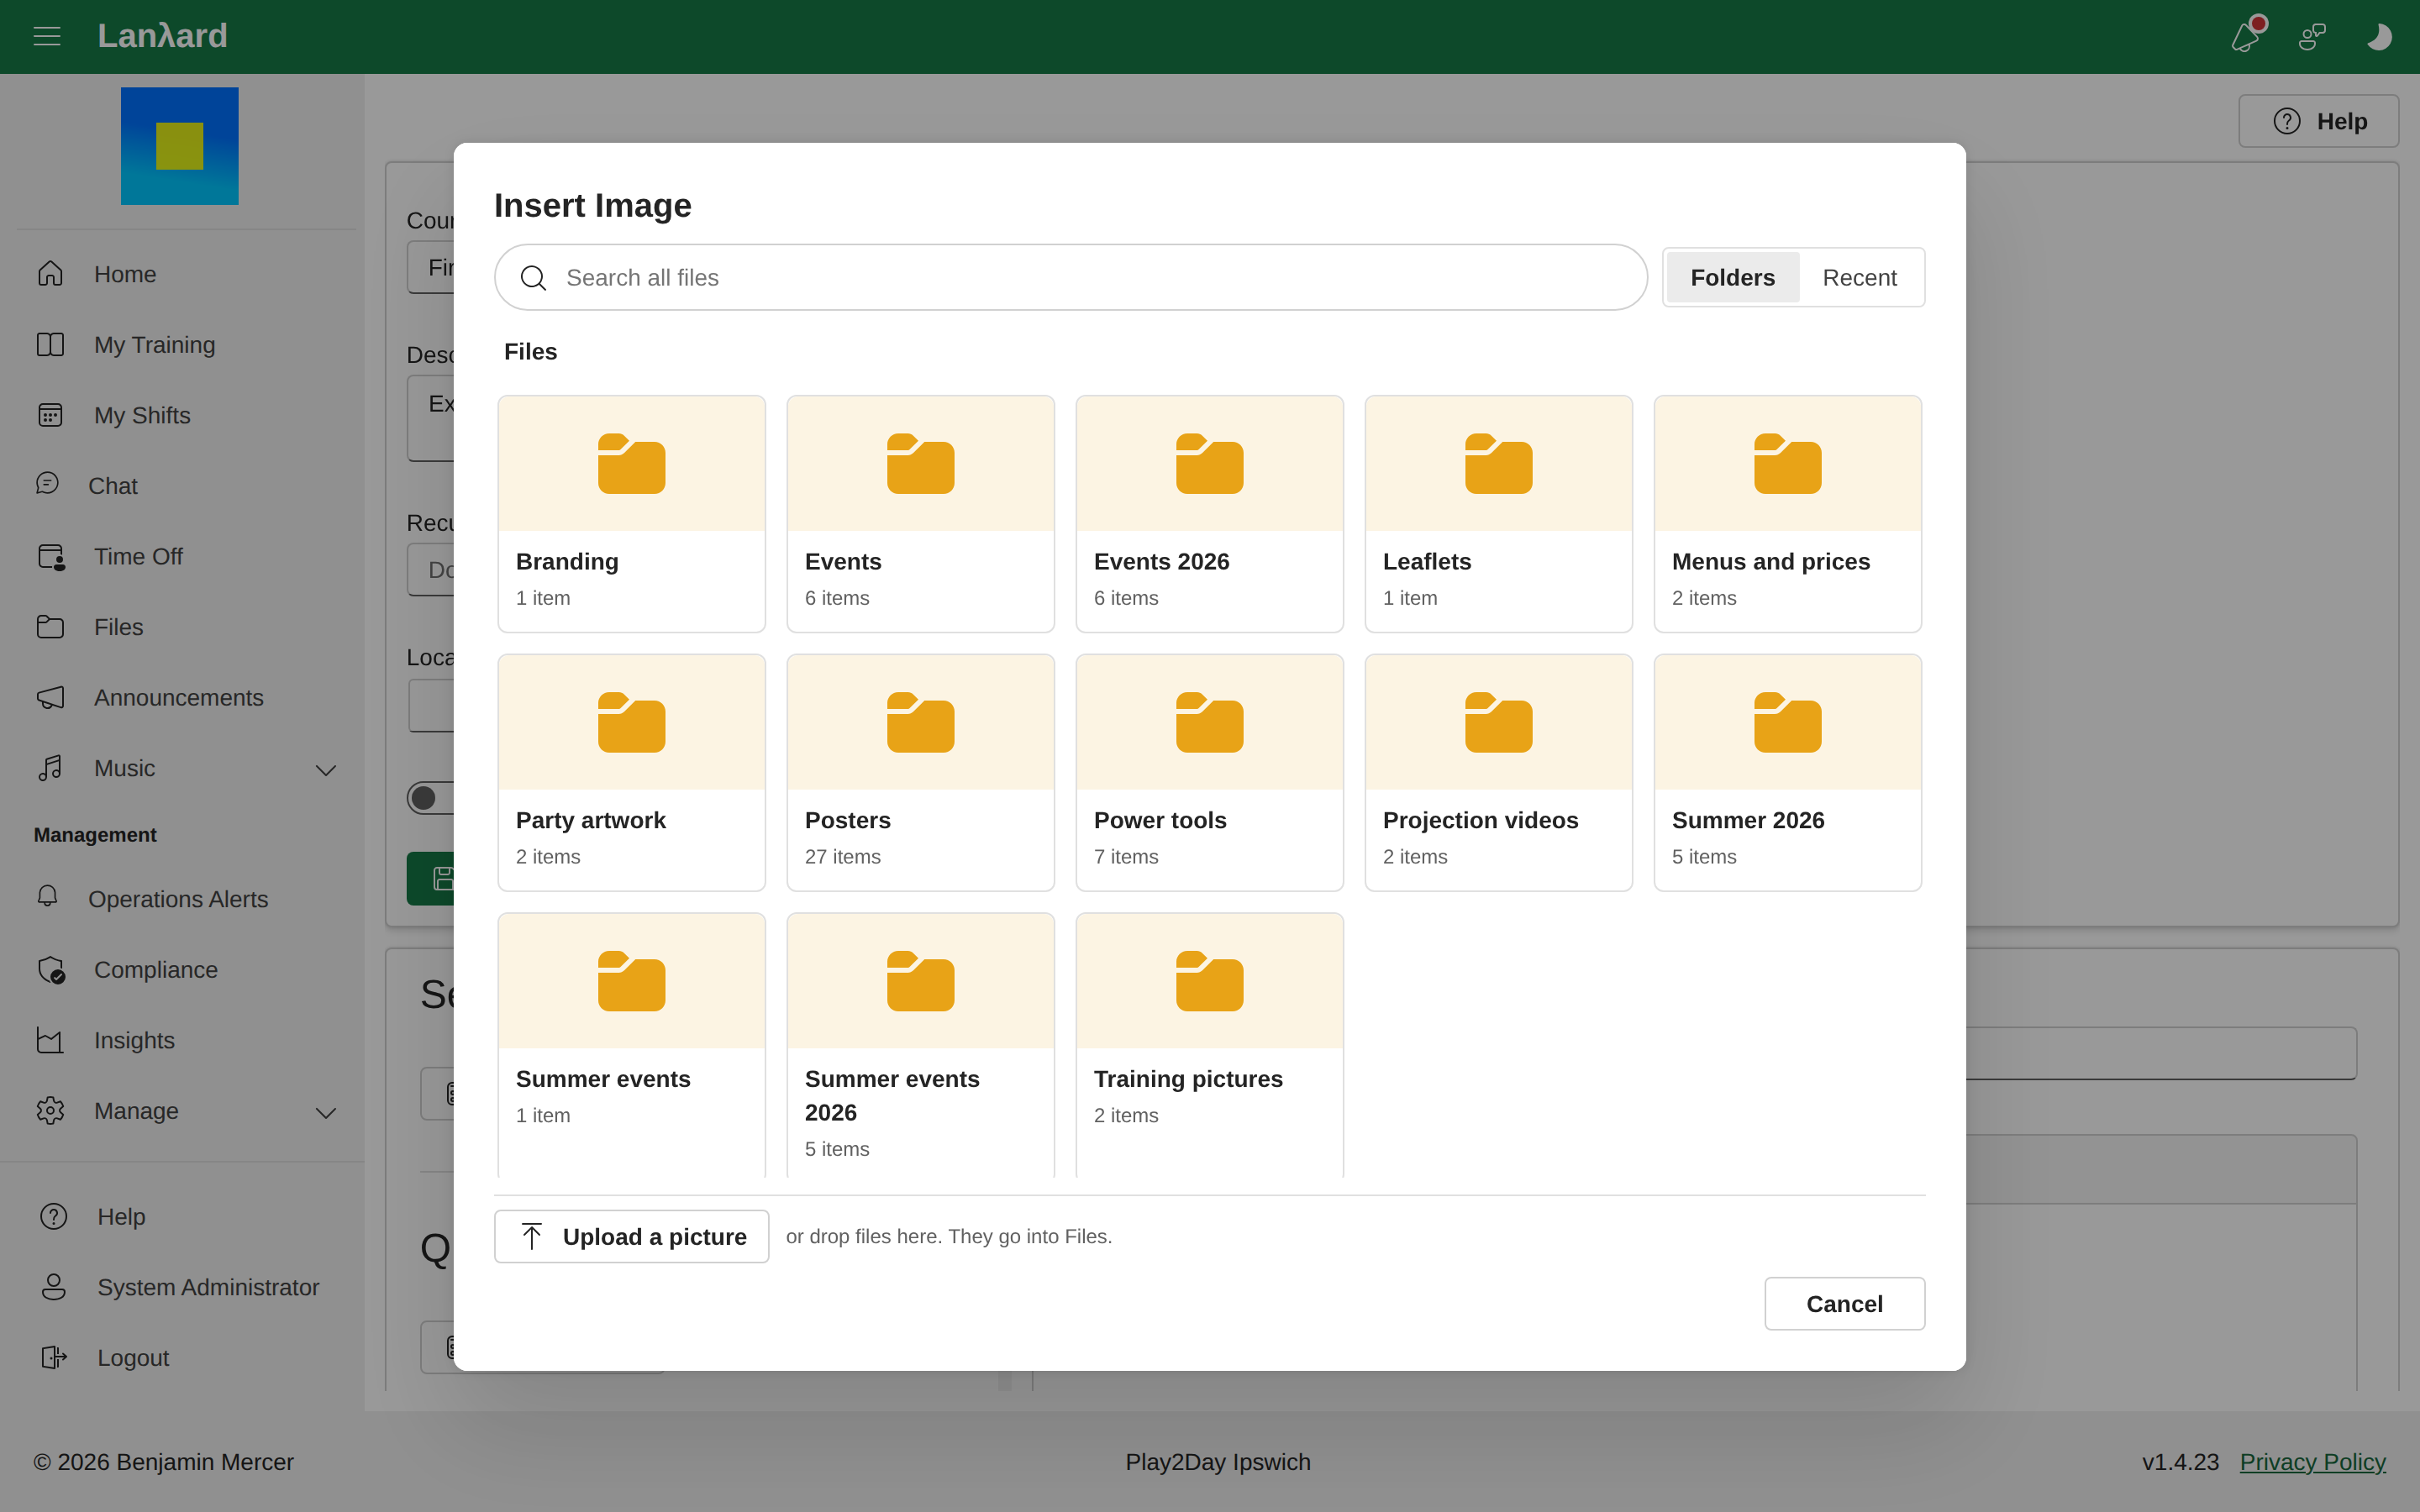 Lanλard
Help
Insert Image
Search all files
Folders
Recent
Files
Branding
1 item
Events
6 items
Events 2026
6 items
Leaflets
1 item
Menus and prices
2 items
Party artwork
2 items
Posters
27 items
Power tools
7 items
Projection videos
2 items
Summer 2026
5 items
Summer events
1 item
Summer events
2026
5 items
Training pictures
2 items
Upload a picture
or drop files here. They go into Files.
Cancel
Home
My Training
My Shifts
Chat
Time Off
Files
Announcements
Music
Management
Operations Alerts
Compliance
Insights
Manage
Help
System Administrator
Logout
© 2026 Benjamin Mercer
Play2Day Ipswich
v1.4.23
Privacy Policy